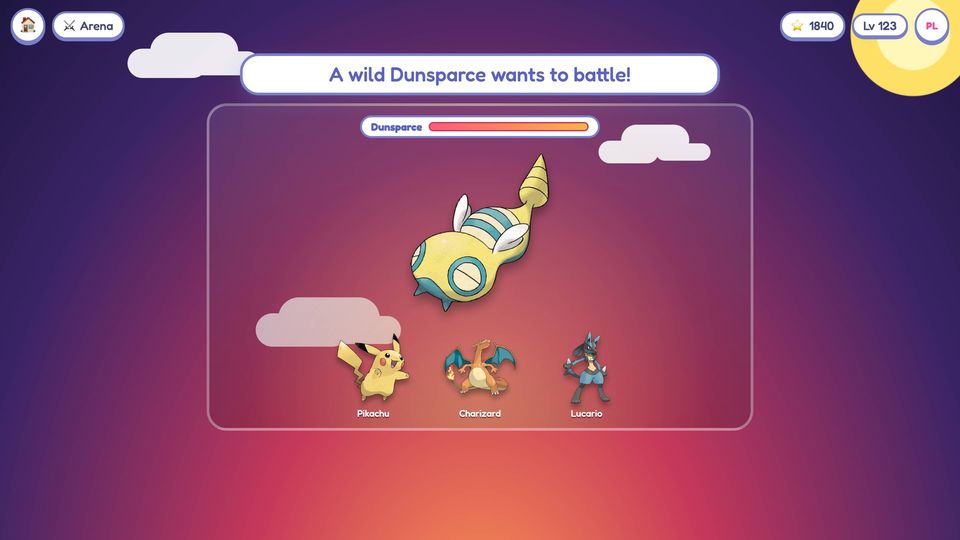 Arena
1840
Lv 123
PL
A wild Dunsparce wants to battle!
Dunsparce
Pikachu
Charizard
Lucario